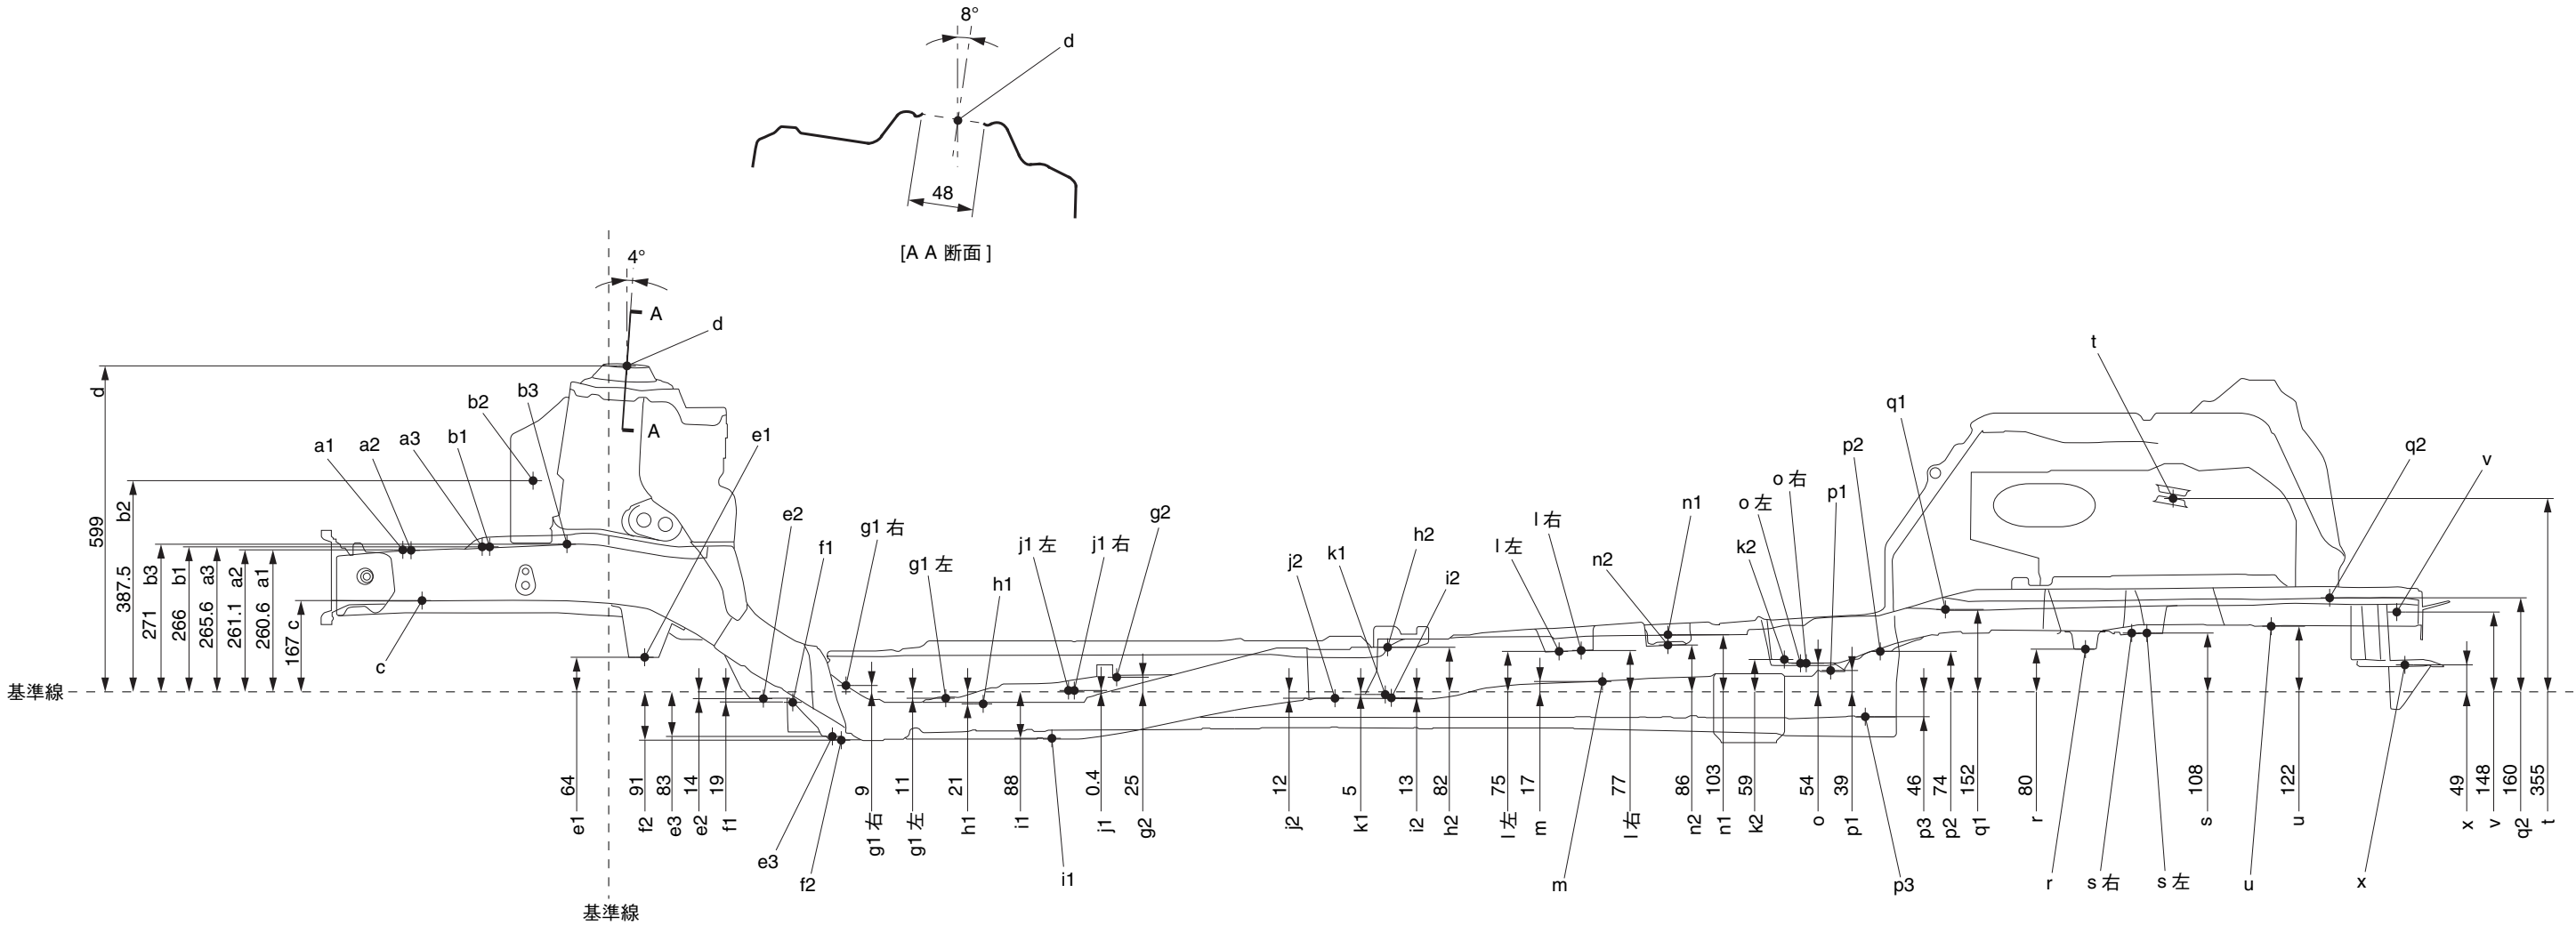 8°
d
48
[A A 断面]
4°
A
d
A
t
b3
b2
q1
b1
a3
a2
a1
e1
p2
q2
v
o 右
p1
o 左
n1
k2
n2
l 右
l 左
h2
k1
i2
j2
g2
j1 右
j1 左
h1
g1 左
g1 右
f1
e2
599 d
387.5 b2
271 b3
266 b1
265.6 a3
261.1 a2
260.6 a1
167 c
c
基準線
64 e1
91 f2
83 e3
14 e2
19 f1
9 g1 右
11 g1 左
21 h1
88 i1
0.4 j1
25 g2
12 j2
5 k1
13 i2
82 h2
75 l 左
17 m
77 l 右
86 n2
103 n1
59 k2
54 o
39 p1
46 p3
74 p2
152 q1
80 r
108 s
122 u
49 x
148 v
160 q2
355 t
e3
f2
i1
m
p3
r
s 右
s 左
u
x
基準線